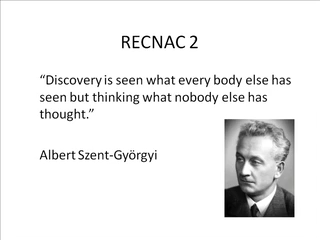 RECNAC 2
“Discovery is seen what every body else has
seen but thinking what nobody else has
thought.”
Albert Szent-Györgyi